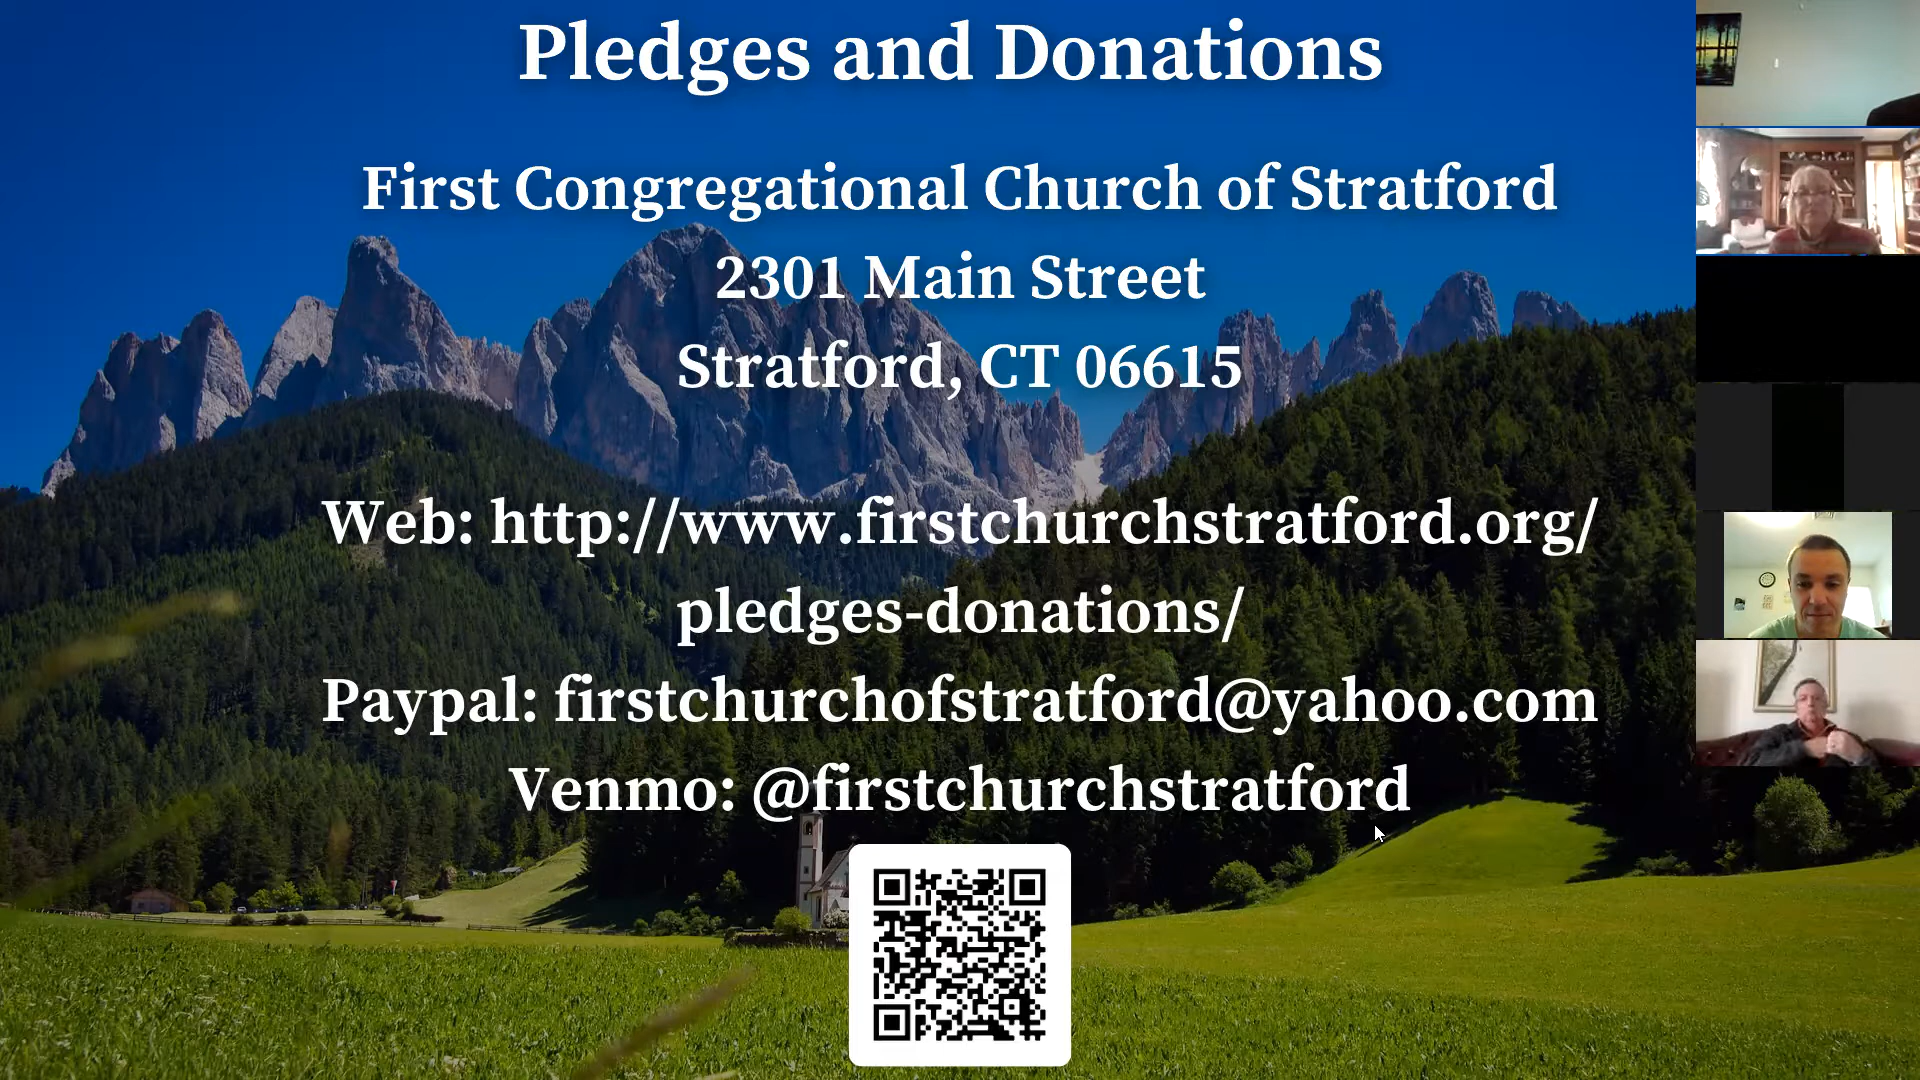 Pledges and Donations
First Congregational Church of Stratford
2301 Main Street
Stratford, CT 06615
Web: http://www.firstchurchstratford.org/
pledges-donations/
Paypal: firstchurchofstratford@yahoo.com
Venmo: @firstchurchstratford